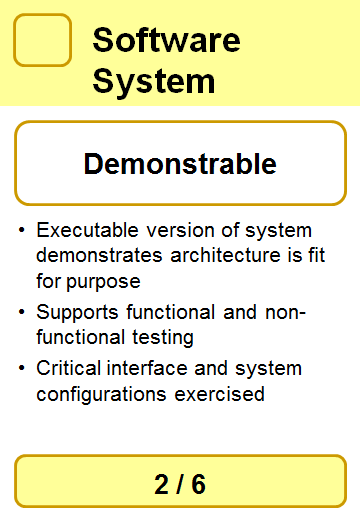 Software
System
Demonstrable
• Executable version of system
demonstrates architecture is fit
for purpose
• Supports functional and non-
functional testing
• Critical interface and system
configurations exercised
2 / 6